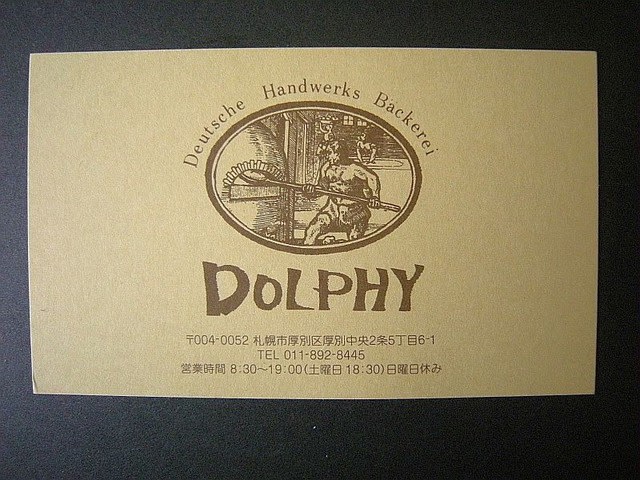 Deutsche Handwerks Bäckerei
DOLPHY
〒004-0052 札幌市厚別区厚別中央2条5丁目6-1
TEL 011-892-8445
営業時間 8:30〜19:00(土曜日18:30)日曜日休み